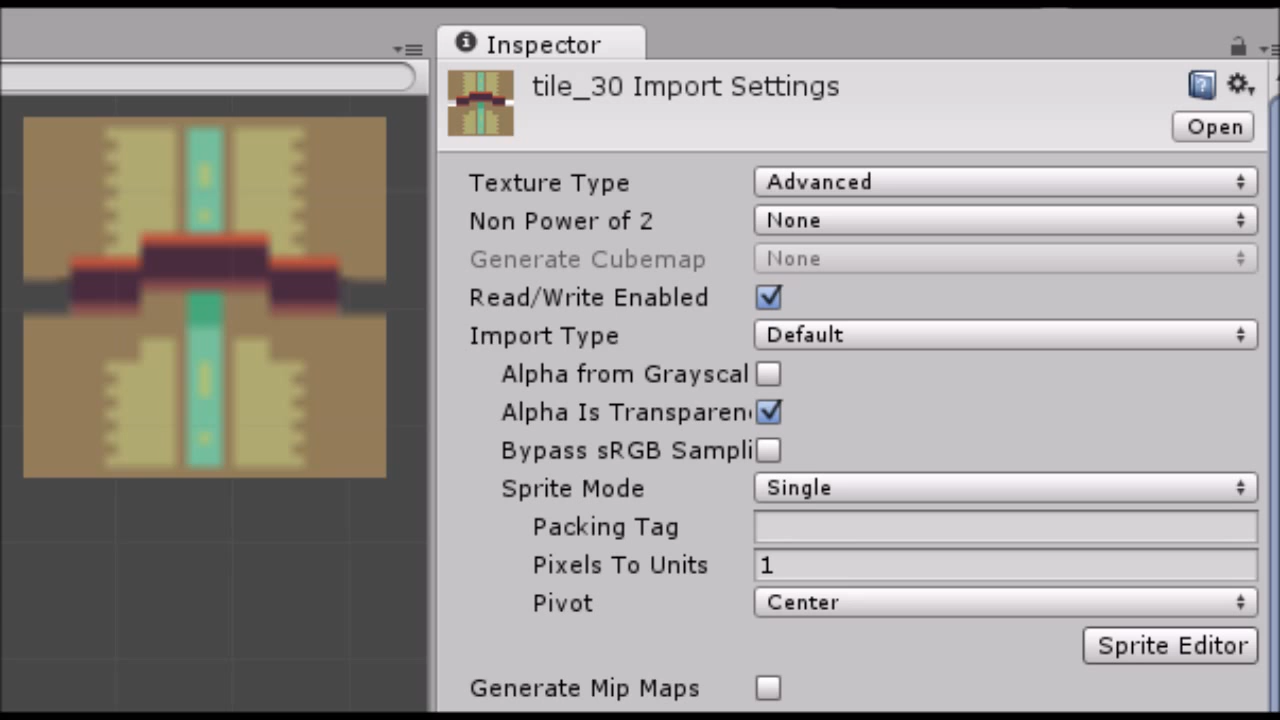 Inspector
tile_30 Import Settings
Open
Texture Type Advanced
Non Power of 2 None
Generate Cubemap None
Read/Write Enabled
Import Type Default
Alpha from Grayscal
Alpha Is Transparen
Bypass sRGB Sampli
Sprite Mode Single
Packing Tag
Pixels To Units 1
Pivot Center
Sprite Editor
Generate Mip Maps